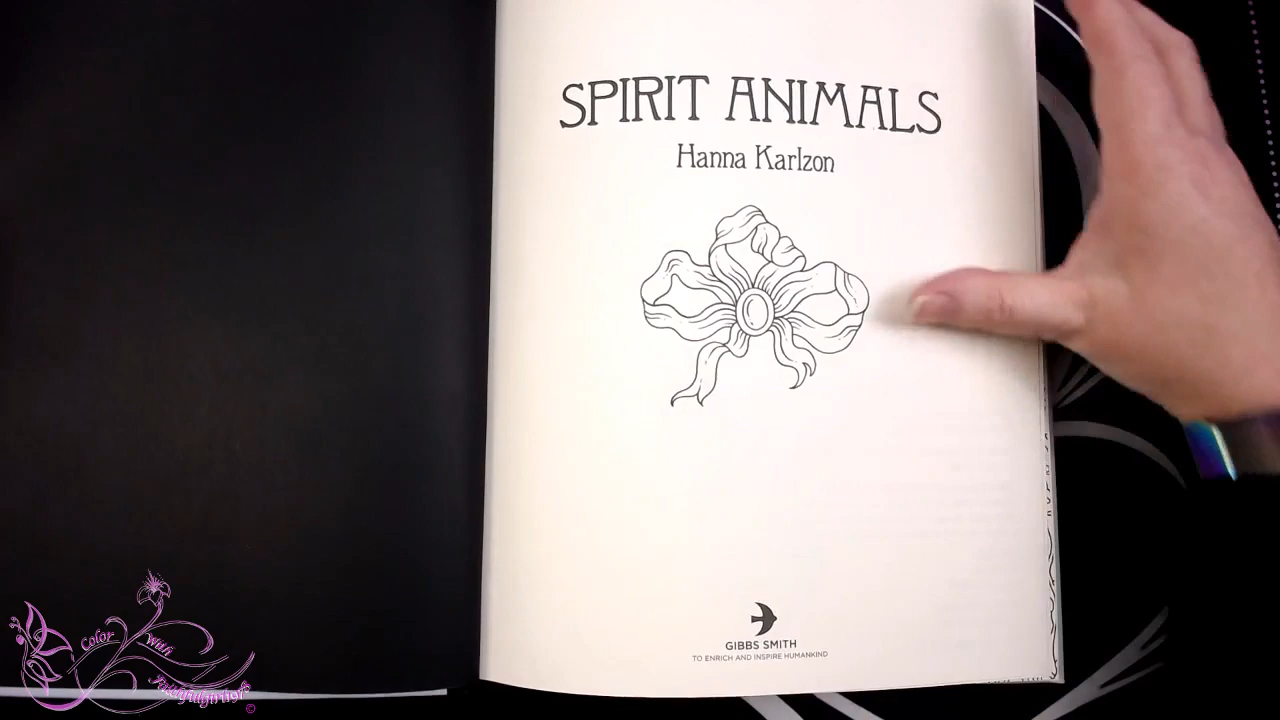 SPIRIT ANIMALS
Hanna Karlzon
GIBBS SMITH
TO ENRICH AND INSPIRE HUMANKIND
Color
With